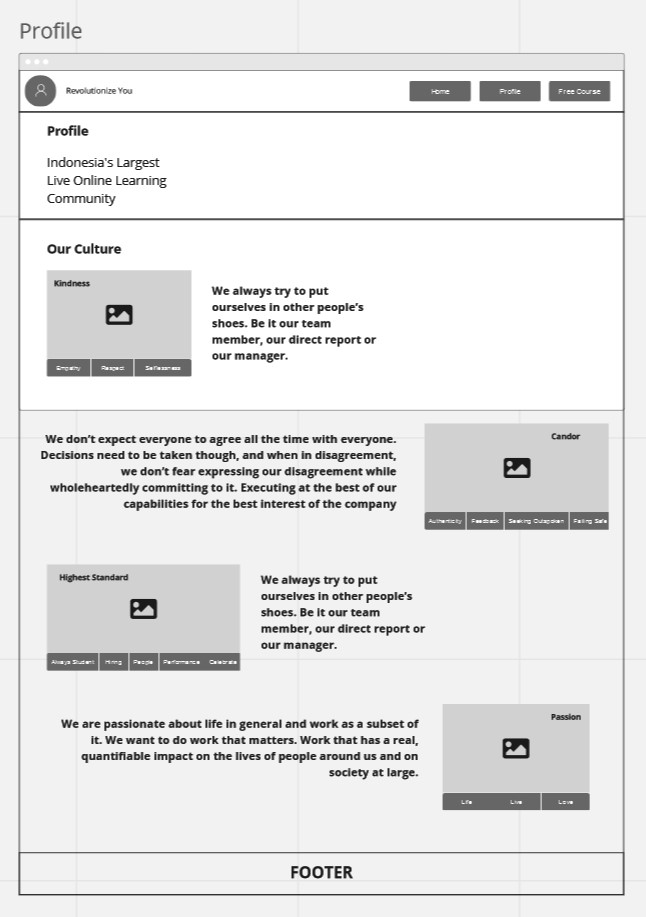 Profile
Revolutionize You
Home
Profile
Free Course
Profile
Indonesia's Largest
Live Online Learning
Community
Our Culture
Kindness
Empathy
Respect
Selflessness
We always try to put
ourselves in other people's
shoes. Be it our team
member, our direct report or
our manager.
We don't expect everyone to agree all the time with everyone.
Decisions need to be taken though, and when in disagreement,
we don't fear expressing our disagreement while
wholeheartedly committing to it. Executing at the best of our
capabilities for the best interest of the company
Candor
Authenticity
Feedback
Seeking Outspoken
Failing Safe
Highest Standard
Always Student
Hiring
People
Performance
Celebrate
We always try to put
ourselves in other people's
shoes. Be it our team
member, our direct report or
our manager.
We are passionate about life in general and work as a subset of
it. We want to do work that matters. Work that has a real,
quantifiable impact on the lives of people around us and on
society at large.
Passion
Life
Live
Love
FOOTER